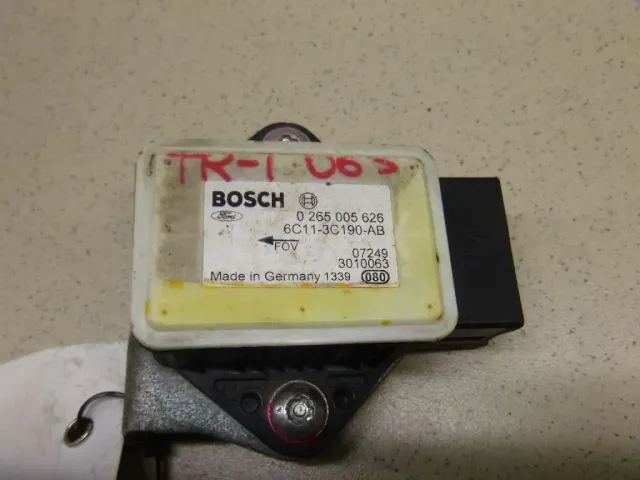 TR-1 06>
BOSCH
Ford 0 265 005 626
6C11-3C190-AB
FOV
07249
3010063
Made in Germany 1339 080